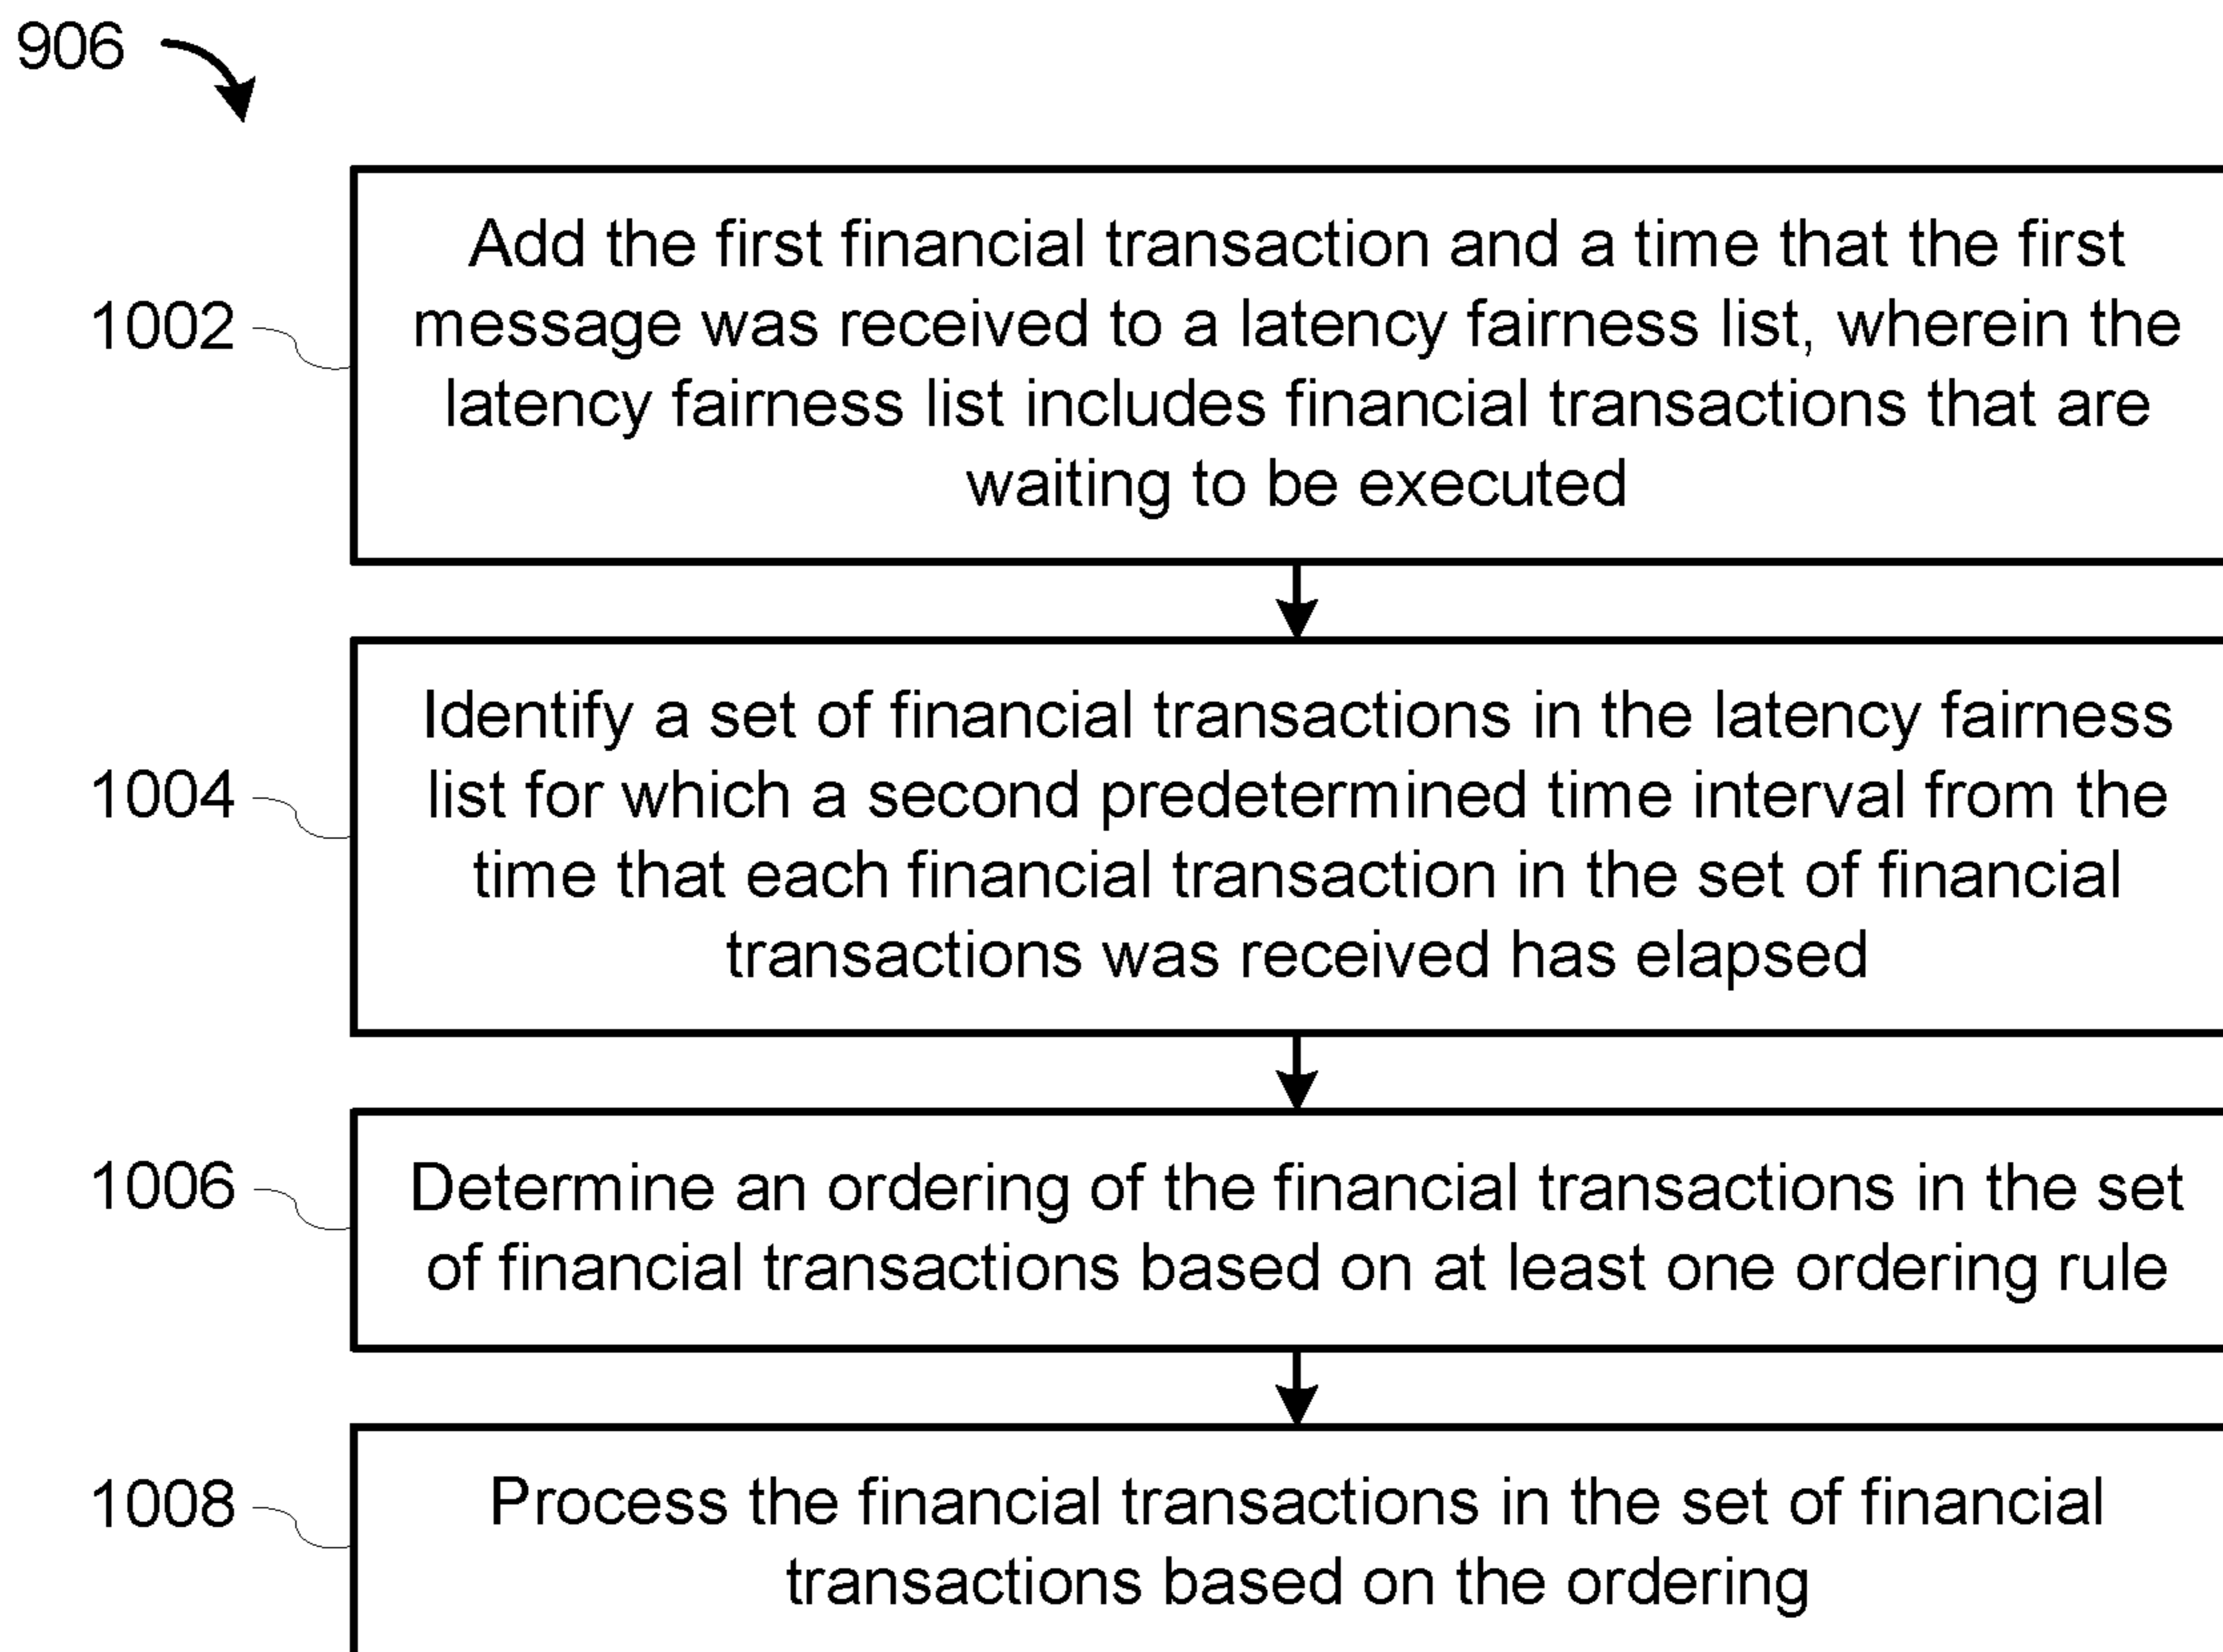 906
1002
Add the first financial transaction and a time that the first
message was received to a latency fairness list, wherein the
latency fairness list includes financial transactions that are
waiting to be executed
1004
Identify a set of financial transactions in the latency fairness
list for which a second predetermined time interval from the
time that each financial transaction in the set of financial
transactions was received has elapsed
1006
Determine an ordering of the financial transactions in the set
of financial transactions based on at least one ordering rule
1008
Process the financial transactions in the set of financial
transactions based on the ordering